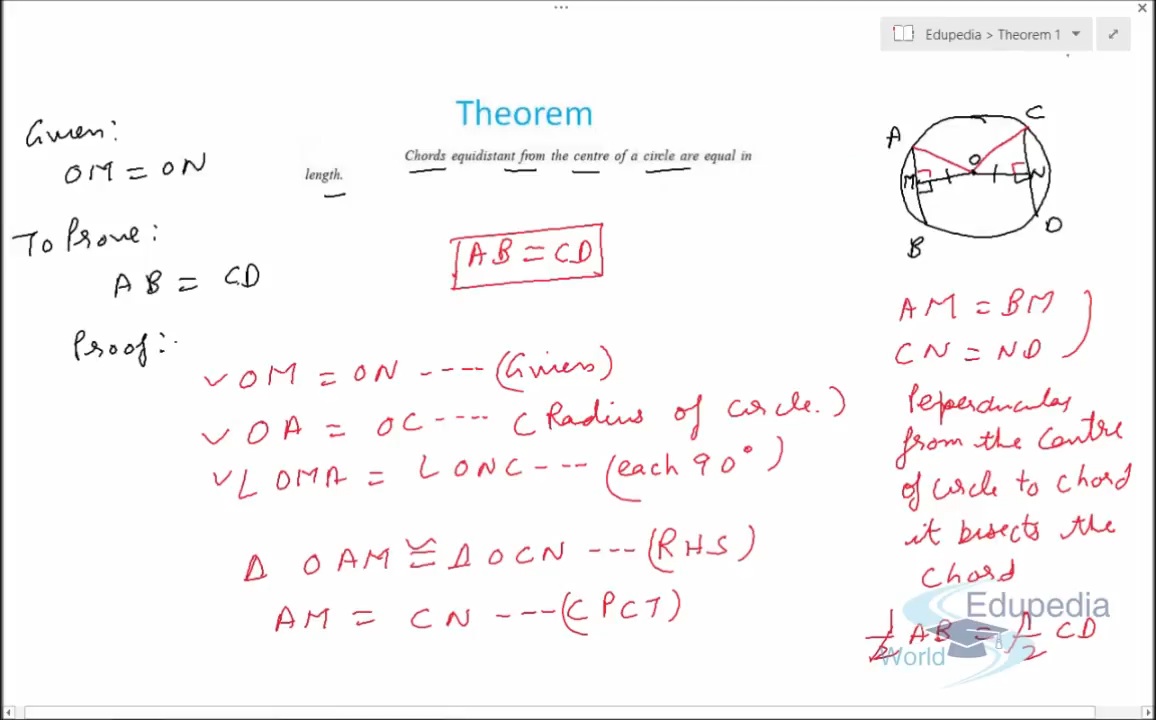 Edupedia > Theorem 1
Theorem
Chords equidistant from the centre of a circle are equal in
length.
Given:
OM = ON
To Prove:
AB = CD
AB = CD
Proof:
OM = ON ---- (Given)
OA = OC ---- (Radius of circle.)
∠OMA = ∠ONC --- (each 90°)
Δ OAM ≅ Δ OCN --- (RHS)
AM = CN ---- (CPCT)
A
C
O
M
N
B
D
AM = BM
CN = ND
from the centre
of circle to chord
it bisects the
chord
1/2 AB = 1/2 CD
Edupedia
World